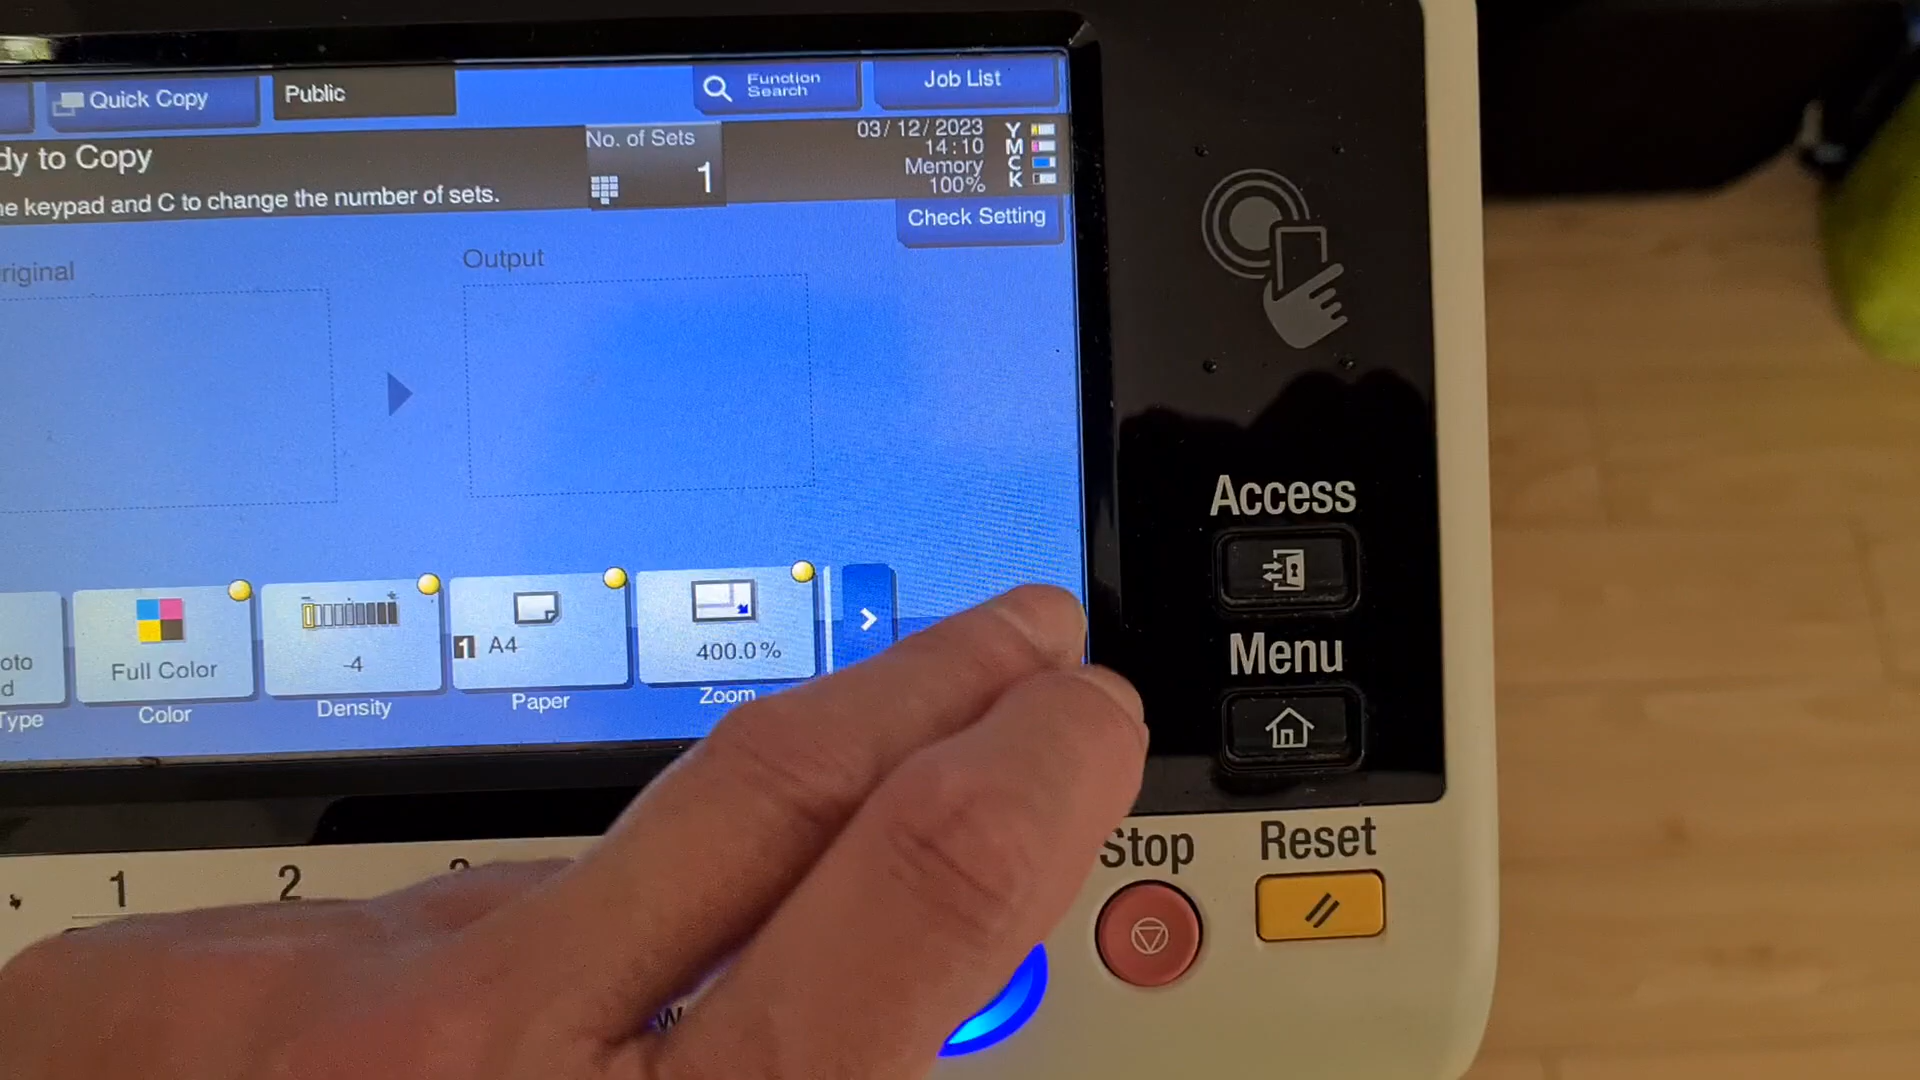 Quick Copy
Public
Function
Search
Job List
dy to Copy
No. of Sets
1
03/12/2023
14:10
Memory
100%
Y
M
C
K
e keypad and C to change the number of sets.
Check Setting
riginal
Output
oto
d
Type
Full Color
Color
-4
Density
1 A4
Paper
400.0%
Zoom
Access
Menu
Stop
Reset
1
2